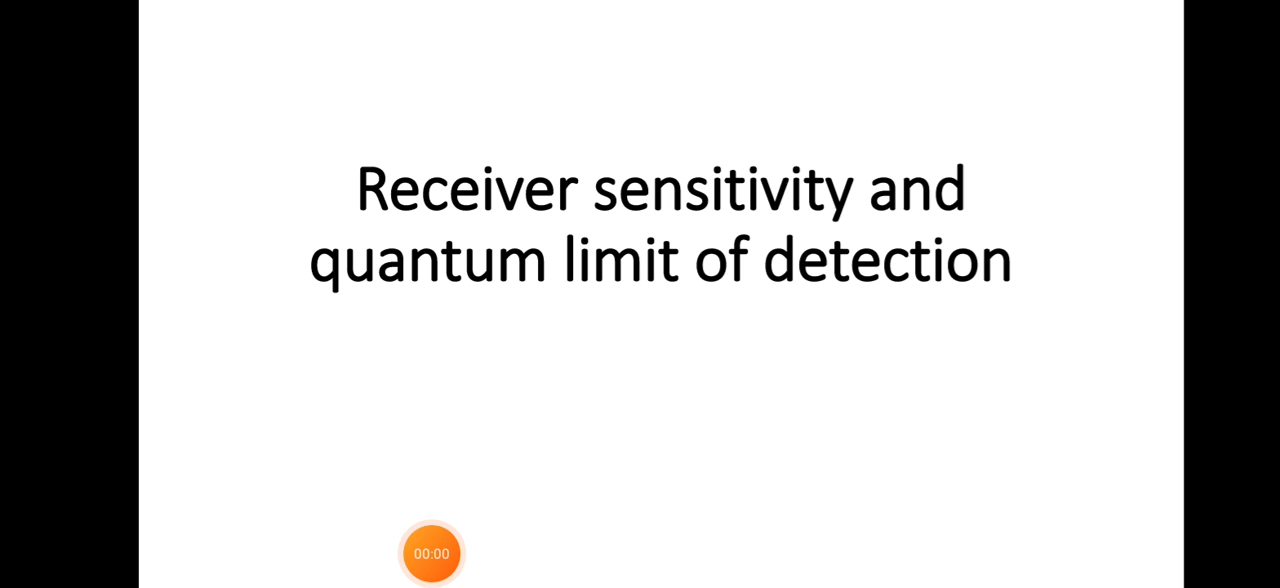 Receiver sensitivity and
quantum limit of detection
00:00